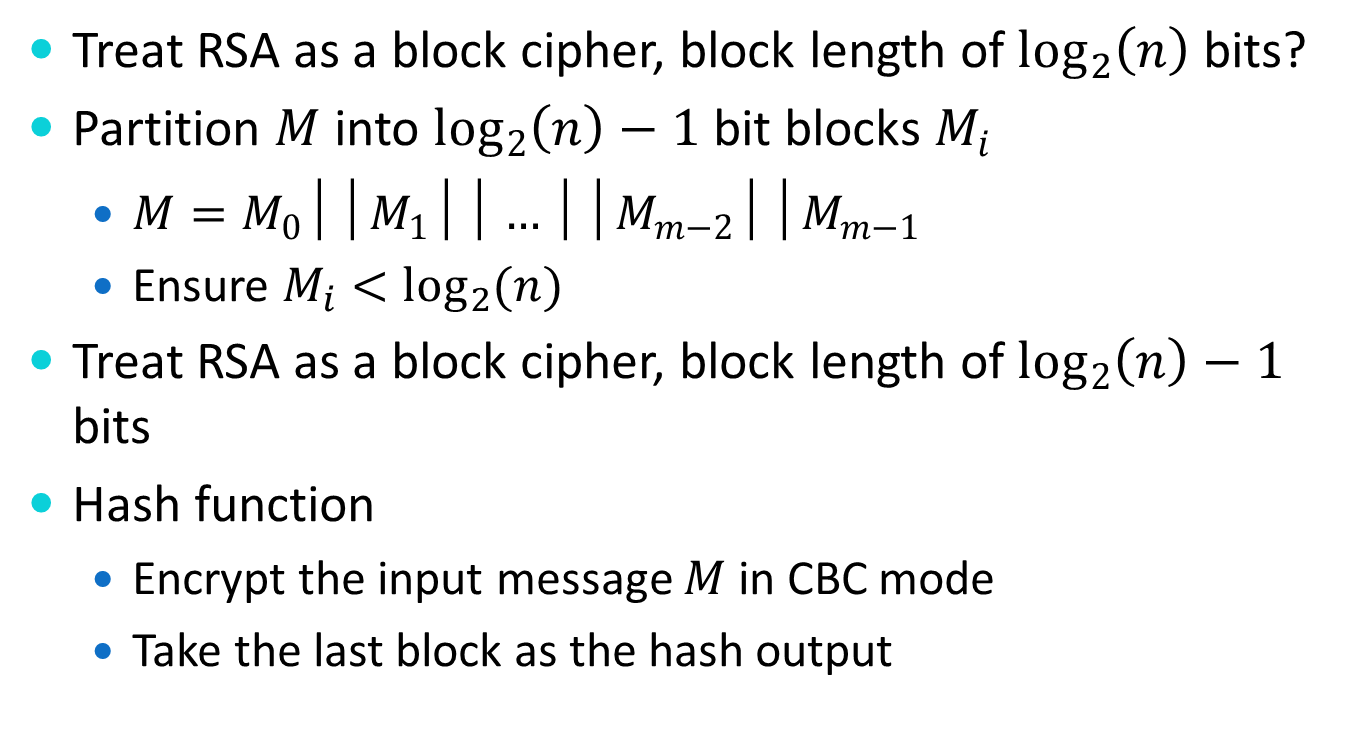 • Treat RSA as a block cipher, block length of log₂(n) bits?
• Partition M into log₂(n) − 1 bit blocks Mᵢ
• M = M₀||M₁||…||Mₘ₋₂||Mₘ₋₁
• Ensure Mᵢ < log₂(n)
• Treat RSA as a block cipher, block length of log₂(n) − 1
bits
• Hash function
• Encrypt the input message M in CBC mode
• Take the last block as the hash output